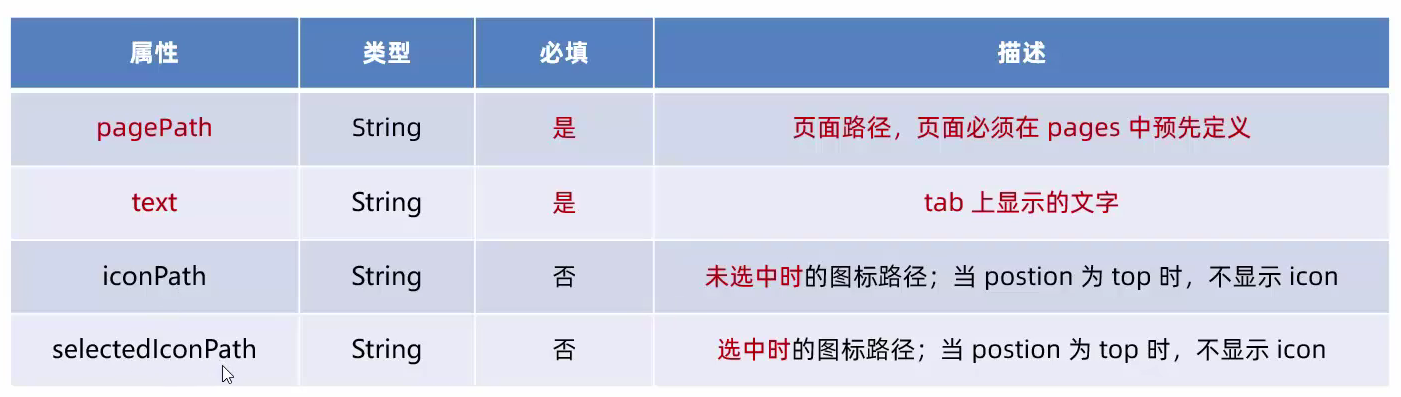 属性 类型 必填 描述
pagePath String 是 页面路径，页面必须在 pages 中预先定义
text String 是 tab 上显示的文字
iconPath String 否 未选中时的图标路径；当 postion 为 top 时，不显示 icon
selectedIconPath String 否 选中时的图标路径；当 postion 为 top 时，不显示 icon